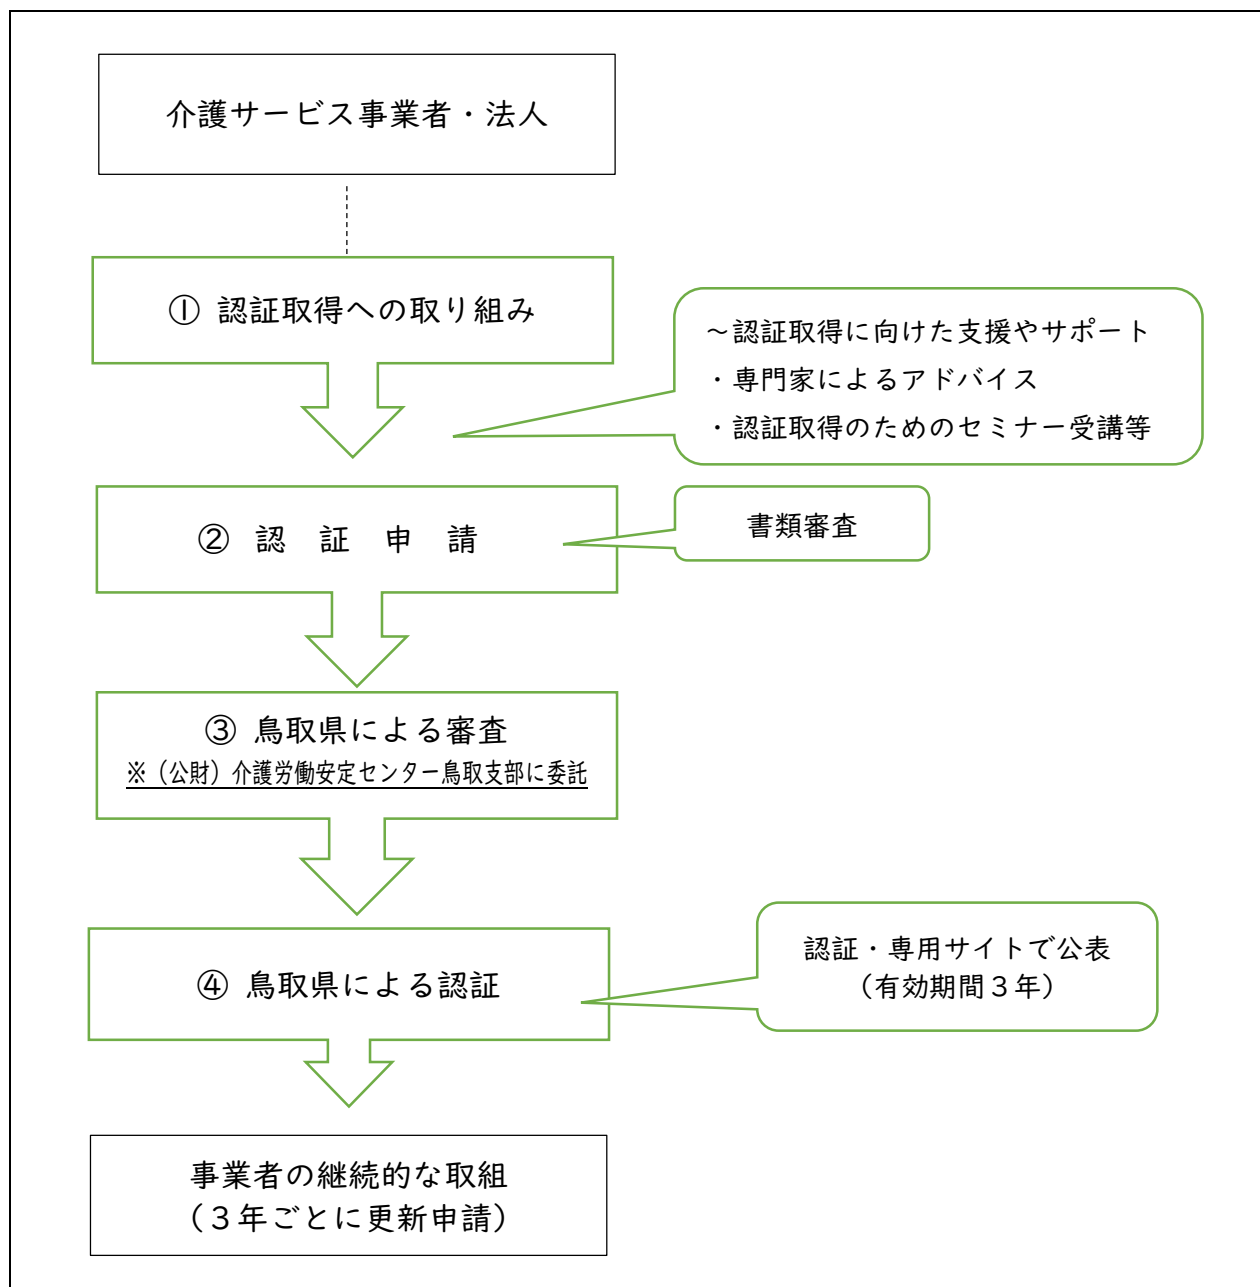 介護サービス事業者・法人
① 認証取得への取り組み
～認証取得に向けた支援やサポート
・専門家によるアドバイス
・認証取得のためのセミナー受講等
② 認 証 申 請
書類審査
③ 鳥取県による審査
※（公財）介護労働安定センター鳥取支部に委託
④ 鳥取県による認証
認証・専用サイトで公表
（有効期間３年）
事業者の継続的な取組
（３年ごとに更新申請）